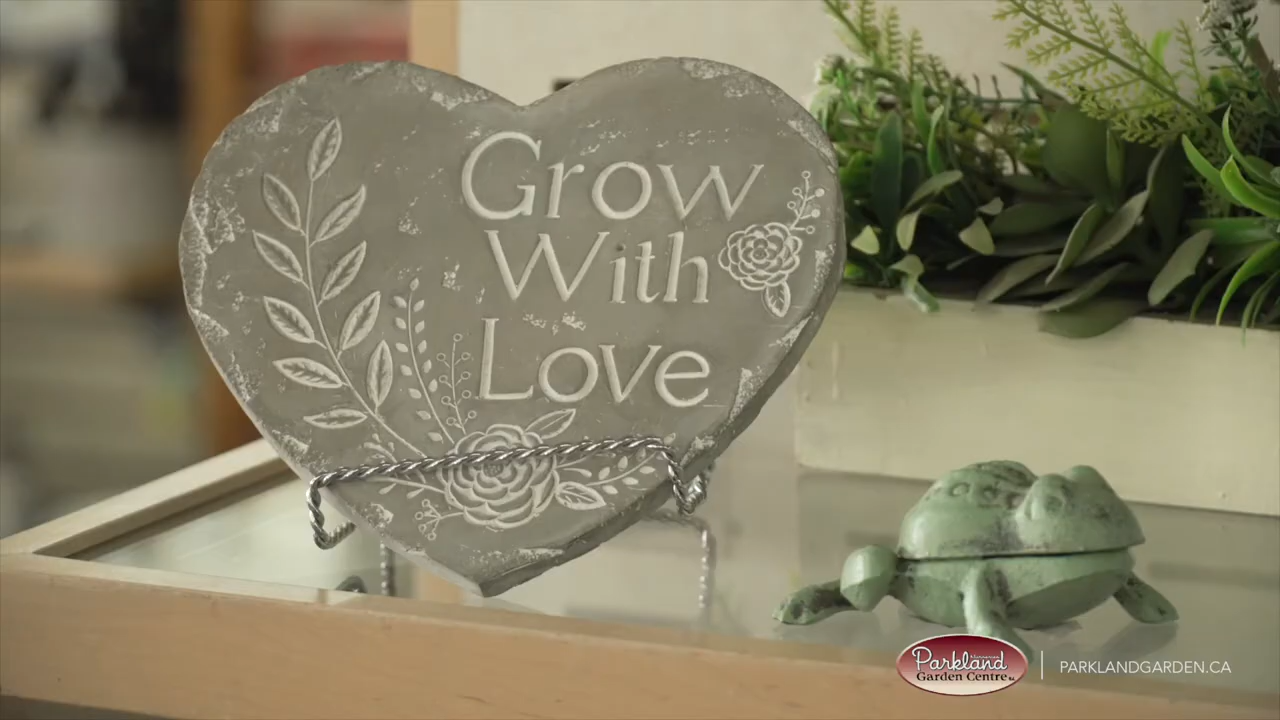 Grow
With
Love
Parkland
Garden Centre
PARKLANDGARDEN.CA